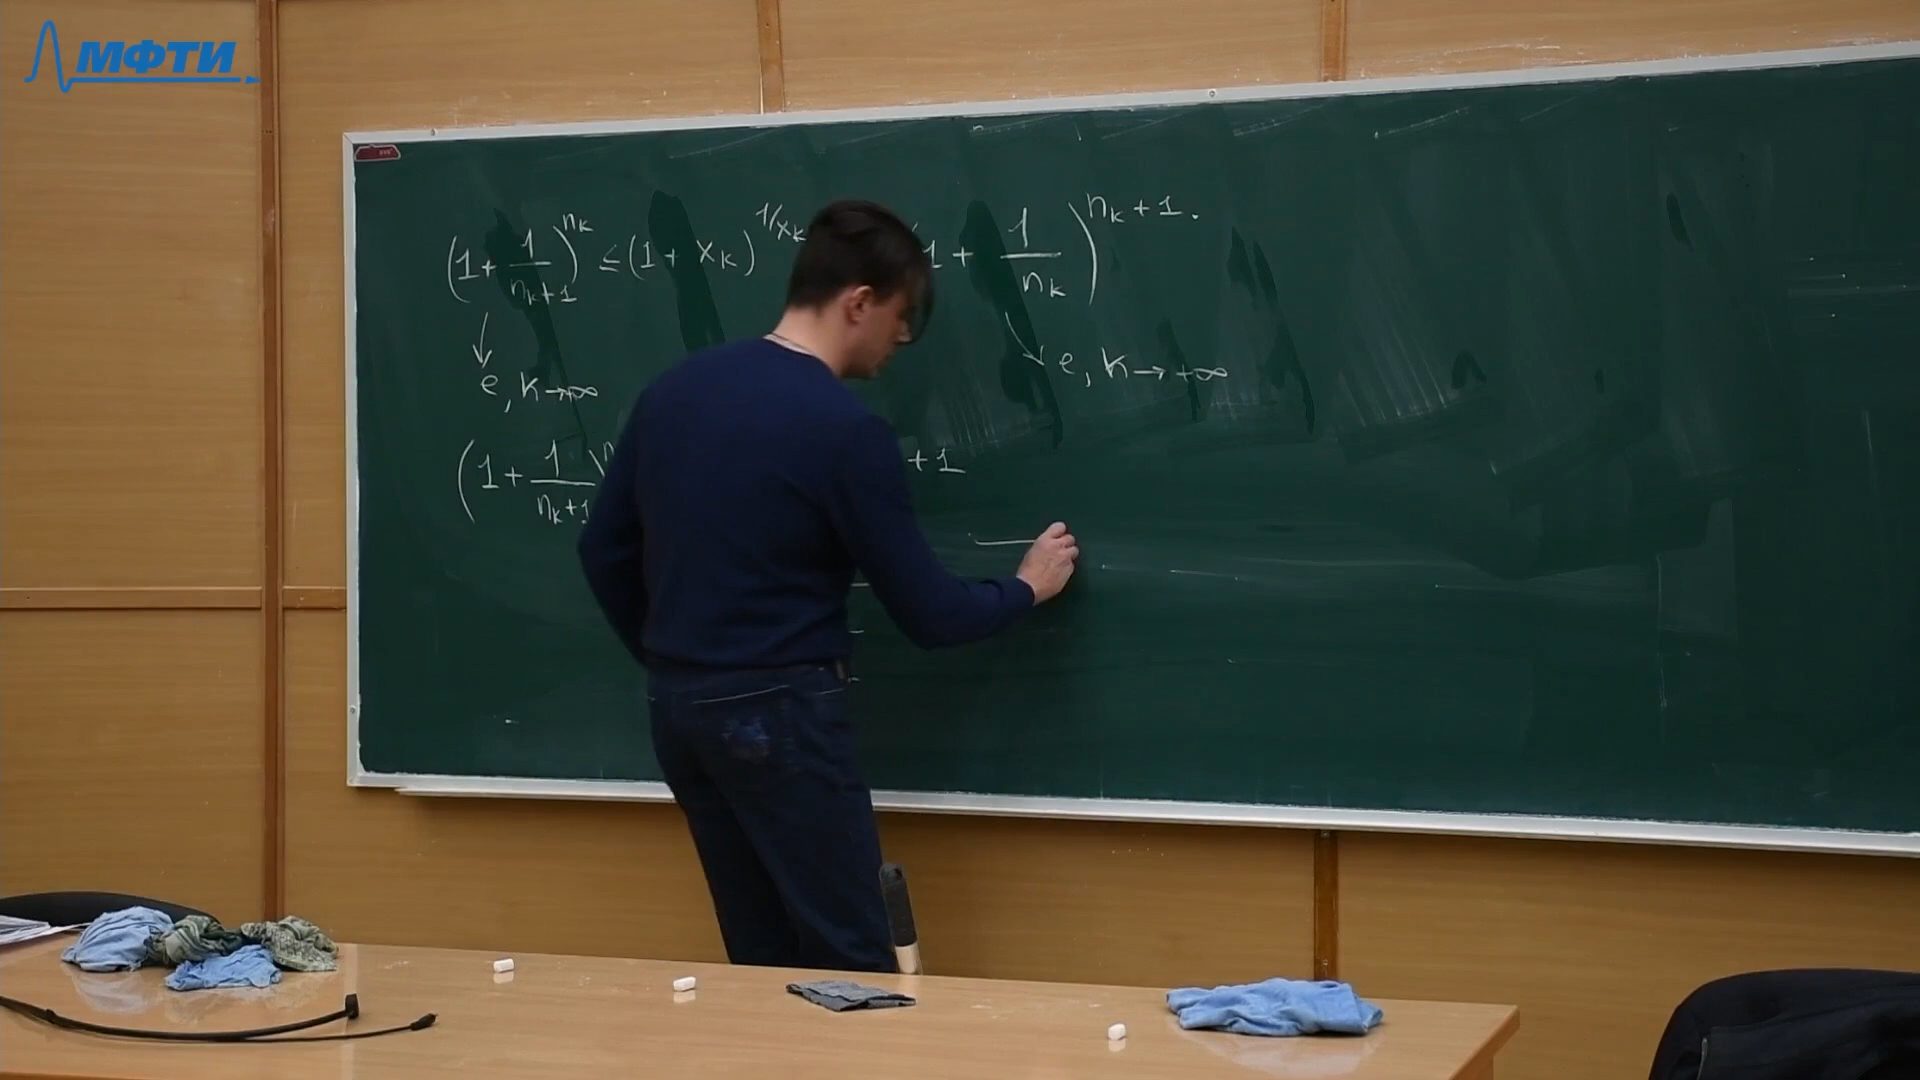 МФТИ
(1 + 1/(n_k+1))^{n_k} ≤ (1 + x_k)^{1/x_k} (1 + 1/n_k)^{n_k + 1}.
e, k→∞ e, k→+∞
(1 + 1/(n_k+1))^n +1